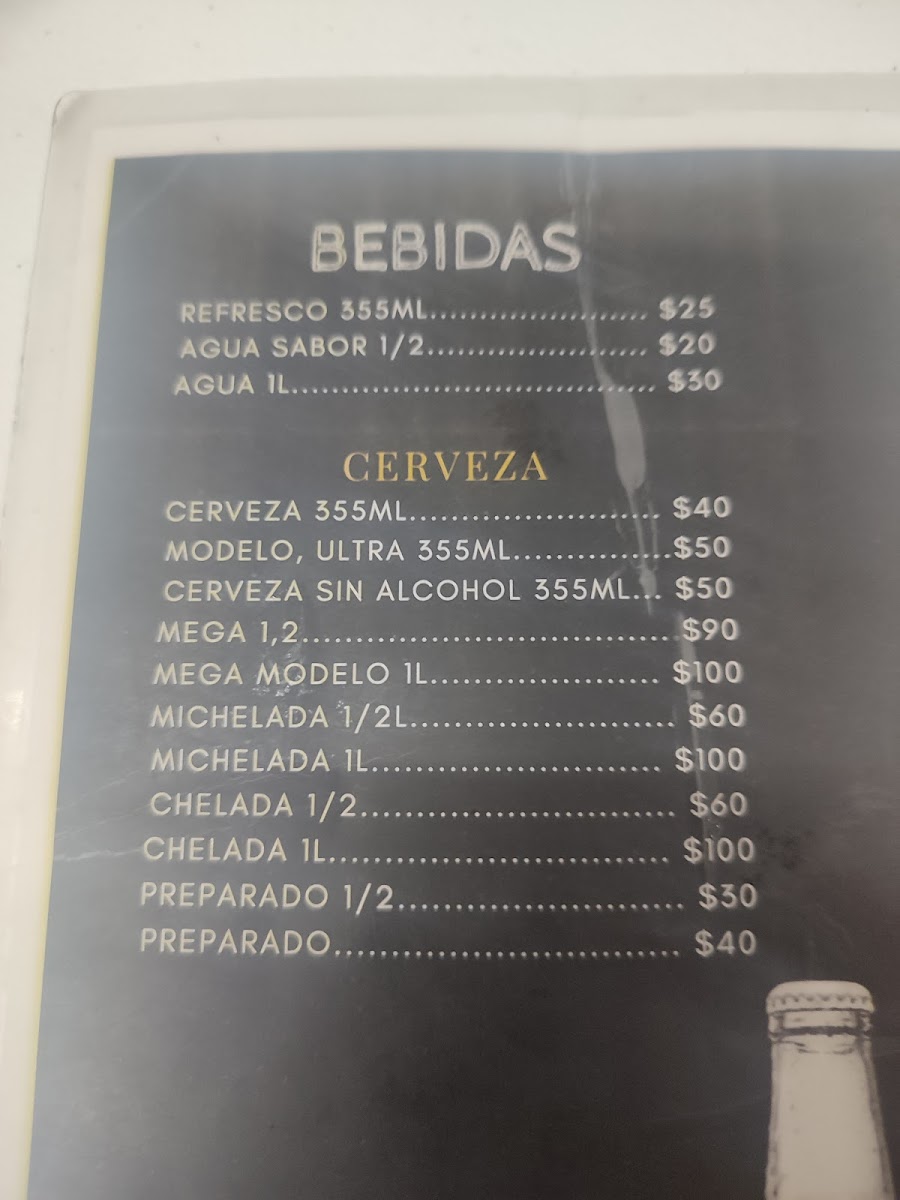 BEBIDAS
REFRESCO 355ML....................... $25
AGUA SABOR 1/2....................... $20
AGUA 1L...................................... $30
CERVEZA
CERVEZA 355ML........................ $40
MODELO, ULTRA 355ML...............$50
CERVEZA SIN ALCOHOL 355ML... $50
MEGA 1,2.......................................$90
MEGA MODELO 1L...................... $100
MICHELADA 1/2L.......................... $60
MICHELADA 1L............................. $100
CHELADA 1/2................................ $60
CHELADA 1L................................. $100
PREPARADO 1/2........................... $30
PREPARADO................................ $40